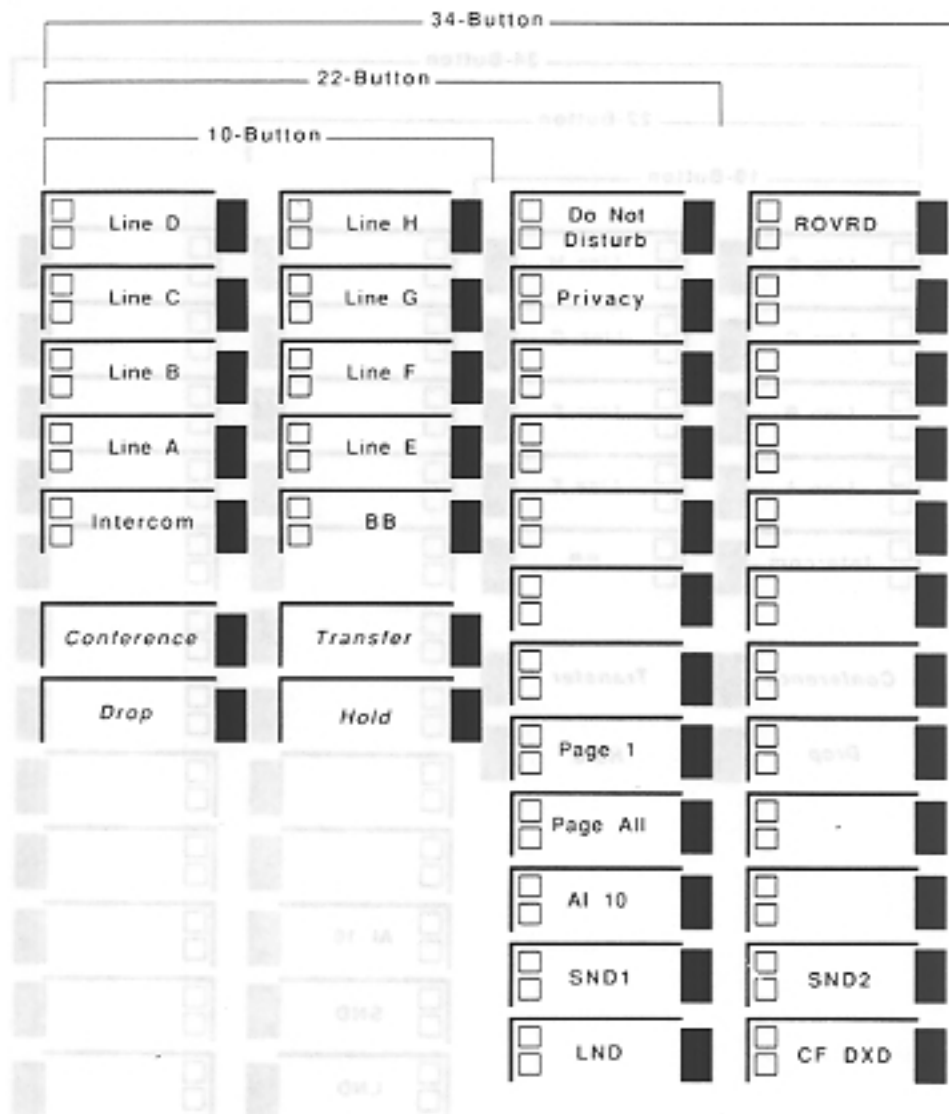 34-Button
22-Button
10-Button
Line D
Line H
Do Not
Disturb
ROVRD
Line C
Line G
Privacy
Line B
Line F
Line A
Line E
Intercom
BB
Conference
Transfer
Drop
Hold
Page 1
Page All
AI 10
SND1
SND2
LND
CF DXD